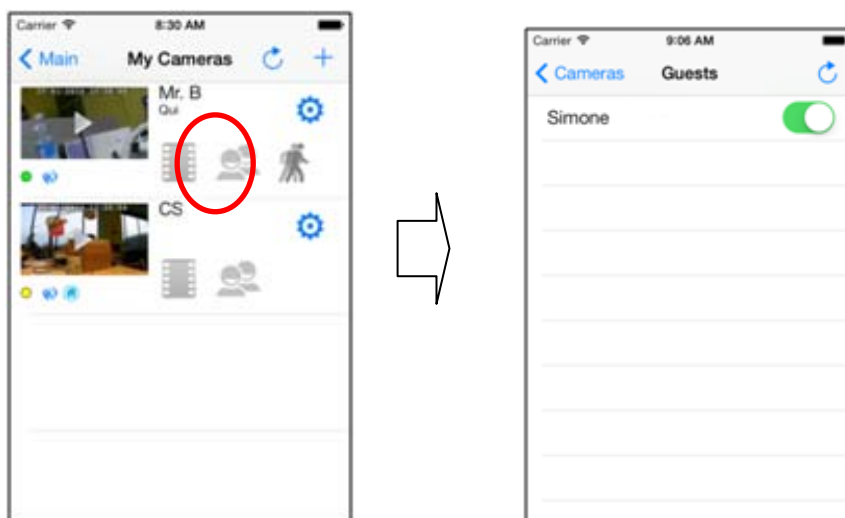 Carrier 8:30 AM
Main My Cameras
Mr. B
Qui
CS
Carrier 9:06 AM
Cameras Guests
Simone